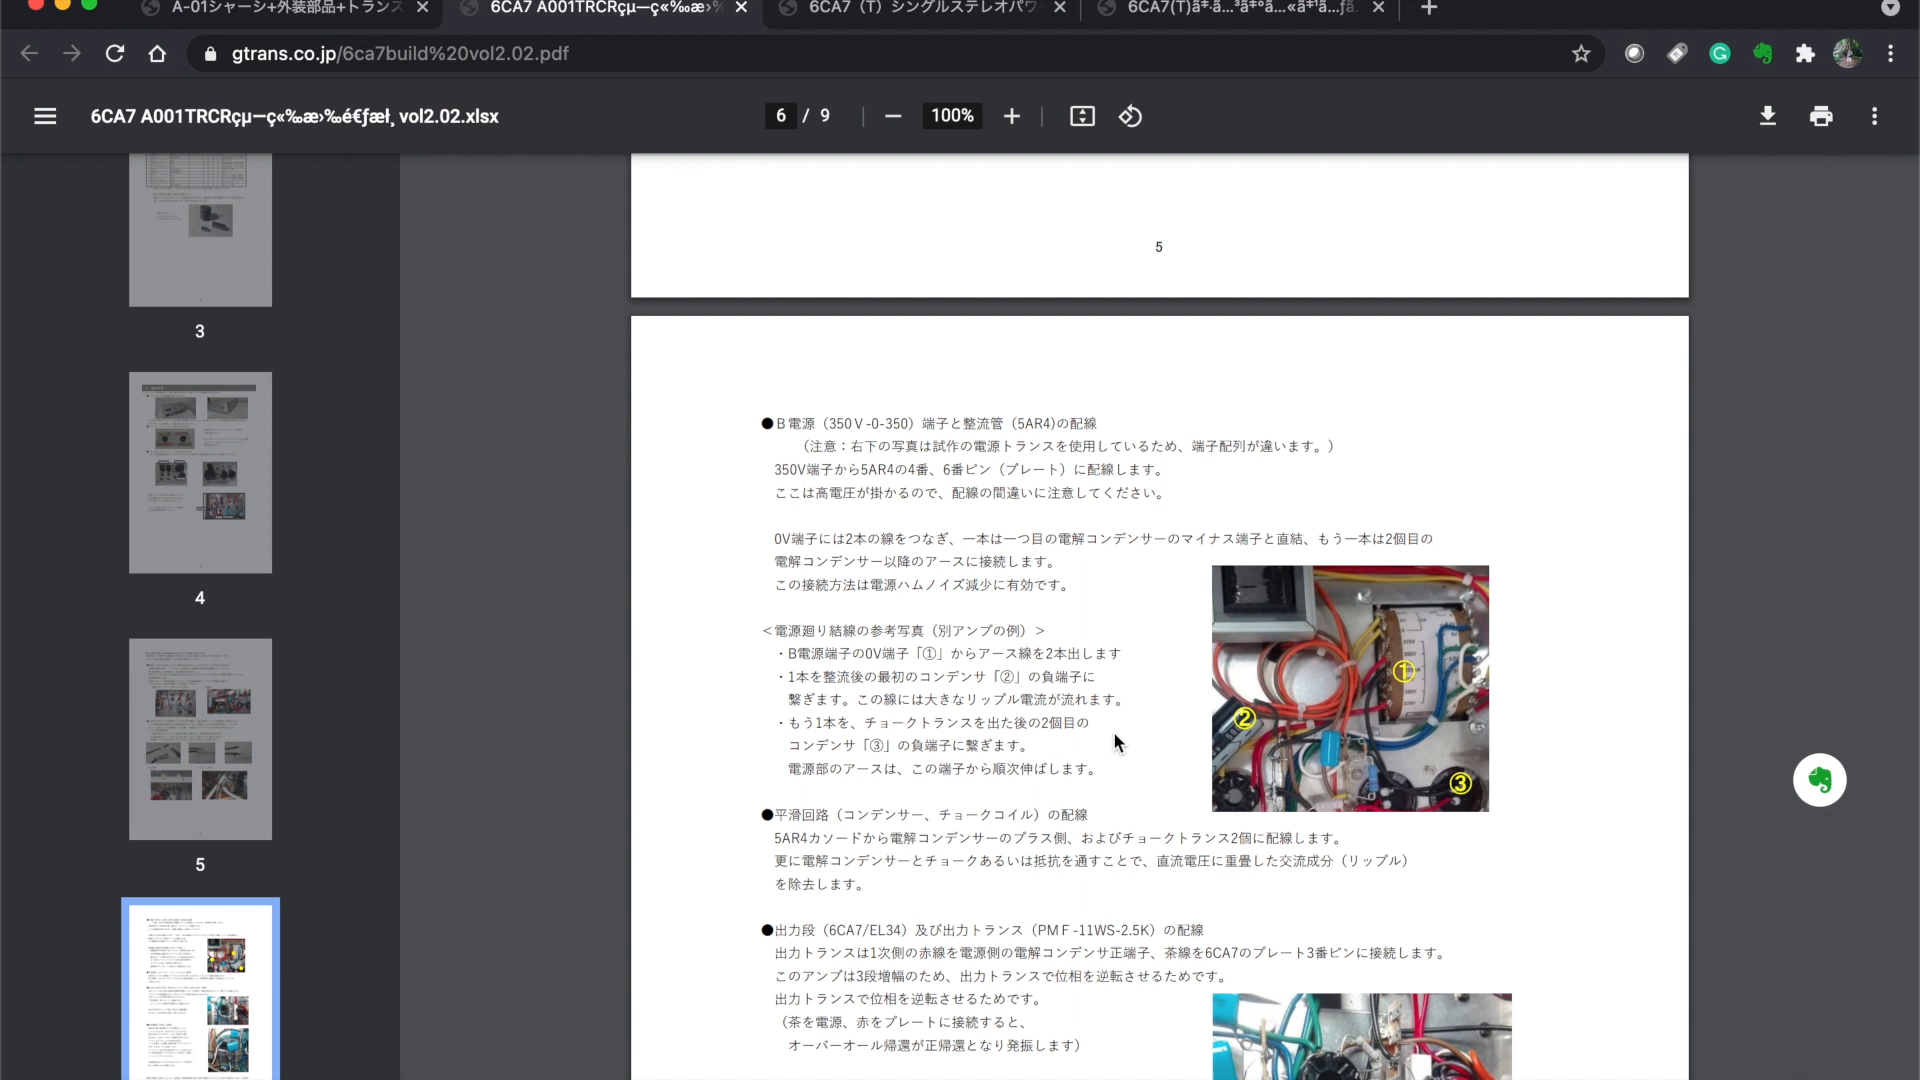 A-01シャーシ+外装部品+トランス
6CA7 A001TRCRçµ—ç«‰æ›%
6CA7（T）シングルステレオパワ
gtrans.co.jp/6ca7build%20vol2.02.pdf
6CA7 A001TRCRçµ—ç«‰æ›‰é€ƒæł¸ vol2.02.xlsx
6 / 9
100%
3
4
5
5
●Ｂ電源（350Ｖ-0-350）端子と整流管（5AR4)の配線
（注意：右下の写真は試作の電源トランスを使用しているため、端子配列が違います。）
350V端子から5AR4の4番、6番ピン（プレート）に配線します。
ここは高電圧が掛かるので、配線の間違いに注意してください。
0V端子には2本の線をつなぎ、一本は一つ目の電解コンデンサーのマイナス端子と直結、もう一本は2個目の
電解コンデンサー以降のアースに接続します。
この接続方法は電源ハムノイズ減少に有効です。
＜電源廻り結線の参考写真（別アンプの例）＞
・B電源端子の0V端子「①」からアース線を2本出します
・1本を整流後の最初のコンデンサ「②」の負端子に
繋ぎます。この線には大きなリップル電流が流れます。
・もう1本を、チョークトランスを出た後の2個目の
コンデンサ「③」の負端子に繋ぎます。
電源部のアースは、この端子から順次伸ばします。
①
②
③
●平滑回路（コンデンサー、チョークコイル）の配線
5AR4カソードから電解コンデンサーのプラス側、およびチョークトランス2個に配線します。
更に電解コンデンサーとチョークあるいは抵抗を通すことで、直流電圧に重畳した交流成分（リップル）
を除去します。
●出力段（6CA7/EL34）及び出力トランス（PMＦ-11WS-2.5K）の配線
出力トランスは1次側の赤線を電源側の電解コンデンサ正端子、茶線を6CA7のプレート3番ピンに接続します。
このアンプは3段増幅のため、出力トランスで位相を逆転させるためです。
出力トランスで位相を逆転させるためです。
（茶を電源、赤をプレートに接続すると、
オーバーオール帰還が正帰還となり発振します）